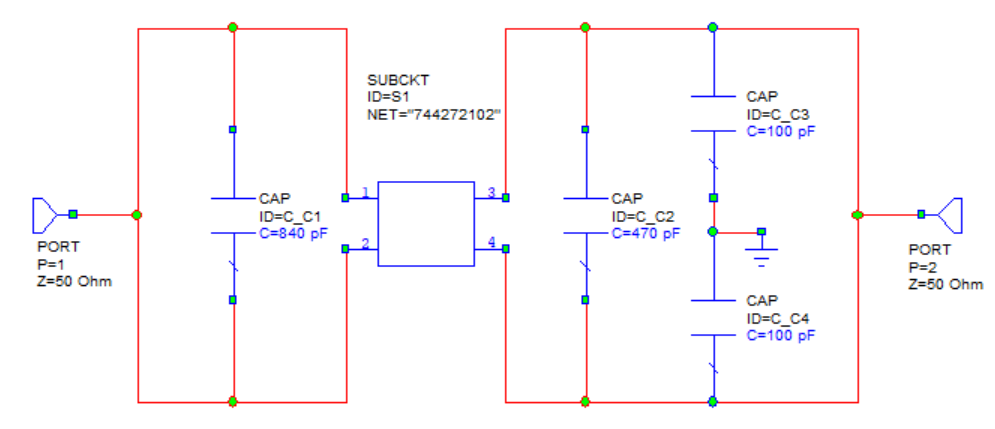 SUBCKT
ID=S1
NET="744272102"
CAP
ID=C_C3
C=100 pF
1
3
CAP
ID=C_C1
C=840 pF
CAP
ID=C_C2
C=470 pF
2
4
PORT
P=1
Z=50 Ohm
PORT
P=2
Z=50 Ohm
CAP
ID=C_C4
C=100 pF